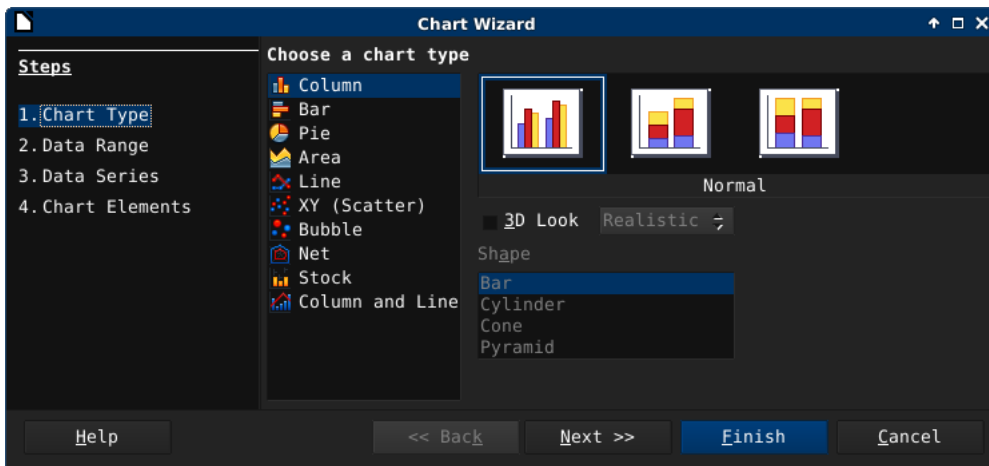 Chart Wizard
Steps
1.Chart Type
2.Data Range
3.Data Series
4.Chart Elements
Choose a chart type
Column
Bar
Pie
Area
Line
XY (Scatter)
Bubble
Net
Stock
Column and Line
Normal
3D Look Realistic
Shape
Bar
Cylinder
Cone
Pyramid
Help << Back Next >> Finish Cancel